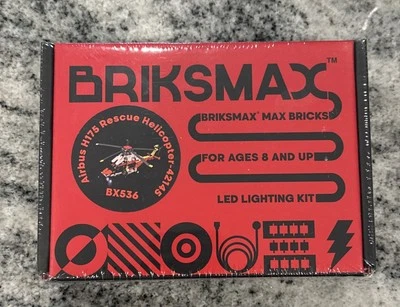 BRIKSMAX™
BRIKSMAX® MAX BRICKS
Airbus H175 Rescue Helicopter-42145
BX536
FOR AGES 8 AND UP
LED LIGHTING KIT